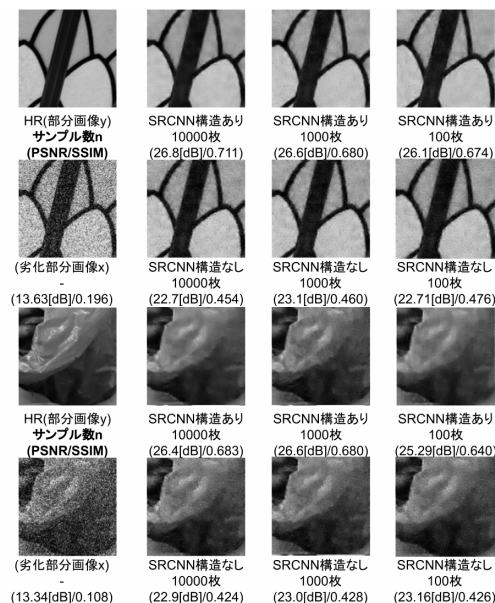 HR(部分画像y) SRCNN構造あり SRCNN構造あり SRCNN構造あり
サンプル数n 10000枚 1000枚 100枚
(PSNR/SSIM) (26.8[dB]/0.711) (26.6[dB]/0.680) (26.1[dB]/0.674)
(劣化部分画像x) SRCNN構造なし SRCNN構造なし SRCNN構造なし
- 10000枚 1000枚 100枚
(13.63[dB]/0.196) (22.7[dB]/0.454) (23.1[dB]/0.460) (22.71[dB]/0.476)
HR(部分画像y) SRCNN構造あり SRCNN構造あり SRCNN構造あり
サンプル数n 10000枚 1000枚 100枚
(PSNR/SSIM) (26.4[dB]/0.683) (26.6[dB]/0.680) (25.29[dB]/0.640)
(劣化部分画像x) SRCNN構造なし SRCNN構造なし SRCNN構造なし
- 10000枚 1000枚 100枚
(13.34[dB]/0.108) (22.9[dB]/0.424) (23.0[dB]/0.428) (23.16[dB]/0.426)